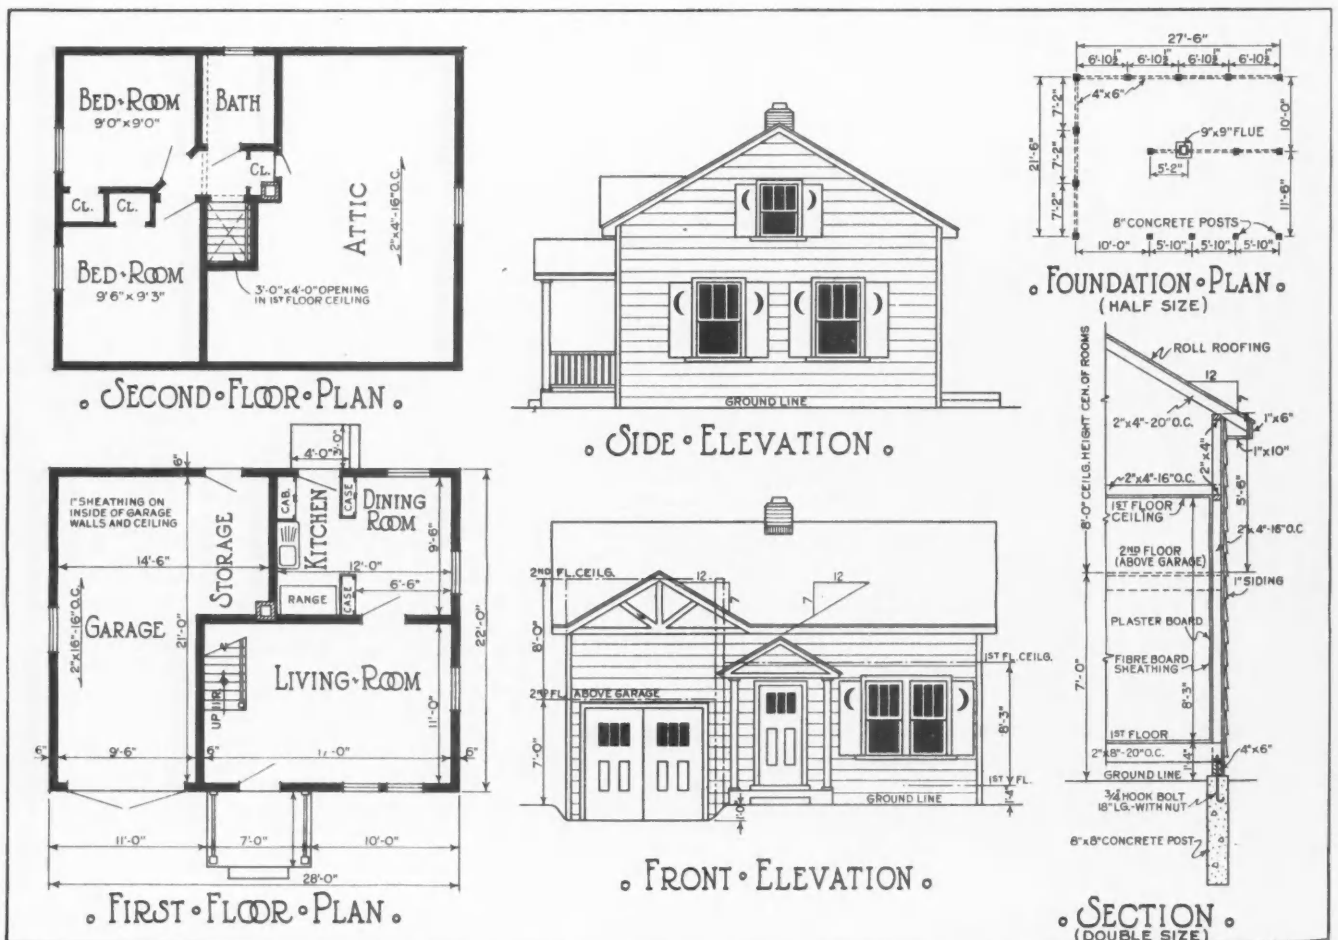 BED-ROOM
9'0"x9'0"
BATH
CL.
CL.
CL.
ATTIC
2"x4"-16"O.C.
BED-ROOM
9'6"x9'3"
3'-0"x4'-0"OPENING
IN 1ST FLOOR CEILING
SECOND•FLOOR•PLAN
GROUND LINE
SIDE•ELEVATION
27'-6"
6'-10½" 6'-10½" 6'-10½" 6'-10½"
4"x6"
7'-2"
7'-2"
7'-2"
21'-6"
10'-0"
9"x9"FLUE
5'-2"
11'-6"
8" CONCRETE POSTS
10'-0" 5'-10" 5'-10" 5'-10"
FOUNDATION•PLAN
(HALF SIZE)
6"
4'-0"
3'-0"
1"SHEATHING ON
INSIDE OF GARAGE
WALLS AND CEILING
CAB.
KITCHEN
CASE
DINING
ROOM
9'-6"
14'-6"
STORAGE
12'-0"
6'-6"
RANGE
CASE
2"x16"-16"O.C.
GARAGE
21'-0"
22'-0"
LIVING-ROOM
UP 11 R.
11'-0"
6"
9'-6"
6"
6"
11'-0"
7'-0"
10'-0"
28'-0"
FIRST•FLOOR•PLAN
2ND FL. CEILG.
12
7
12
7
8'-0"
2ND FL. ABOVE GARAGE
1ST FL. CEILG.
8'-3"
7'-0"
1ST FL.
1'-4"
GROUND LINE
1'-0"
FRONT•ELEVATION
ROLL ROOFING
12
7
8'-0" CEILG. HEIGHT CEN. OF ROOMS
2"x4"-20"O.C.
1"x6"
1"x10"
2"x4"
2"x4"-16"O.C.
5'-6"
1ST FLOOR
CEILING
2"x4"-16"O.C
2ND FLOOR
(ABOVE GARAGE)
1"SIDING
PLASTER BOARD
FIBRE BOARD
SHEATHING
7'-0"
8'-3"
1ST FLOOR
2"x8"-20"O.C.
1'-4"
4"x6"
GROUND LINE
¾"HOOK BOLT
18"LG.-WITH NUT
8"x8"CONCRETE POST
SECTION
(DOUBLE SIZE)